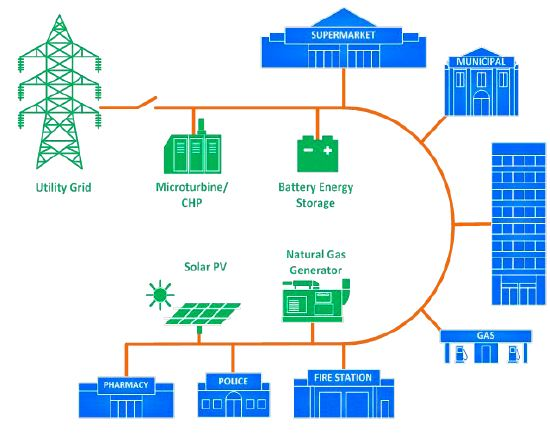 SUPERMARKET
MUNICIPAL
Utility Grid
Microturbine/
CHP
Battery Energy
Storage
Solar PV
Natural Gas
Generator
GAS
PHARMACY
POLICE
FIRE STATION